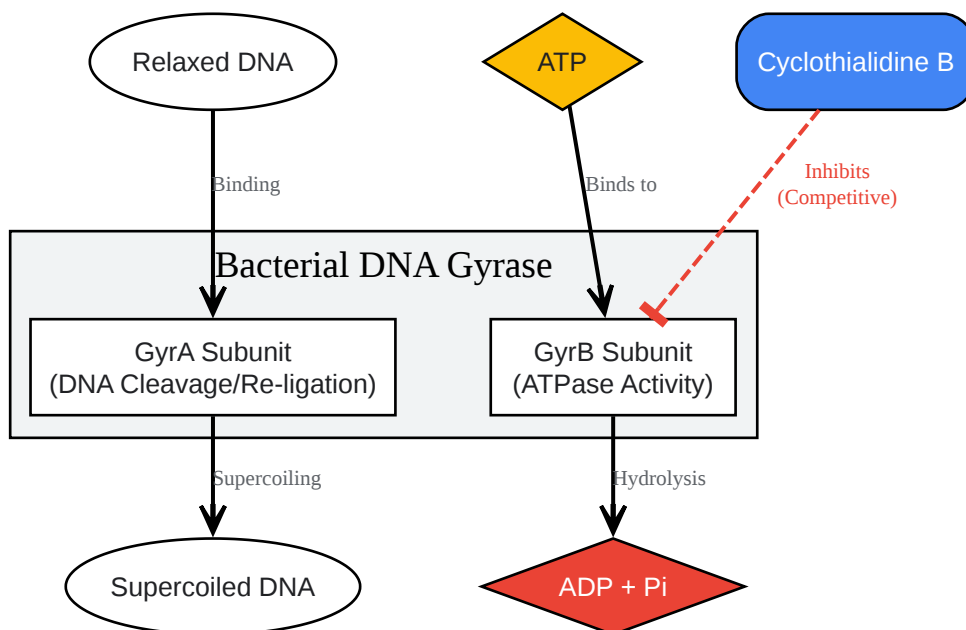 Relaxed DNA
ATP
Cyclothialidine B
Binding
Binds to
Inhibits
(Competitive)
Bacterial DNA Gyrase
GyrA Subunit
(DNA Cleavage/Re-ligation)
GyrB Subunit
(ATPase Activity)
Supercoiling
Hydrolysis
Supercoiled DNA
ADP + Pi